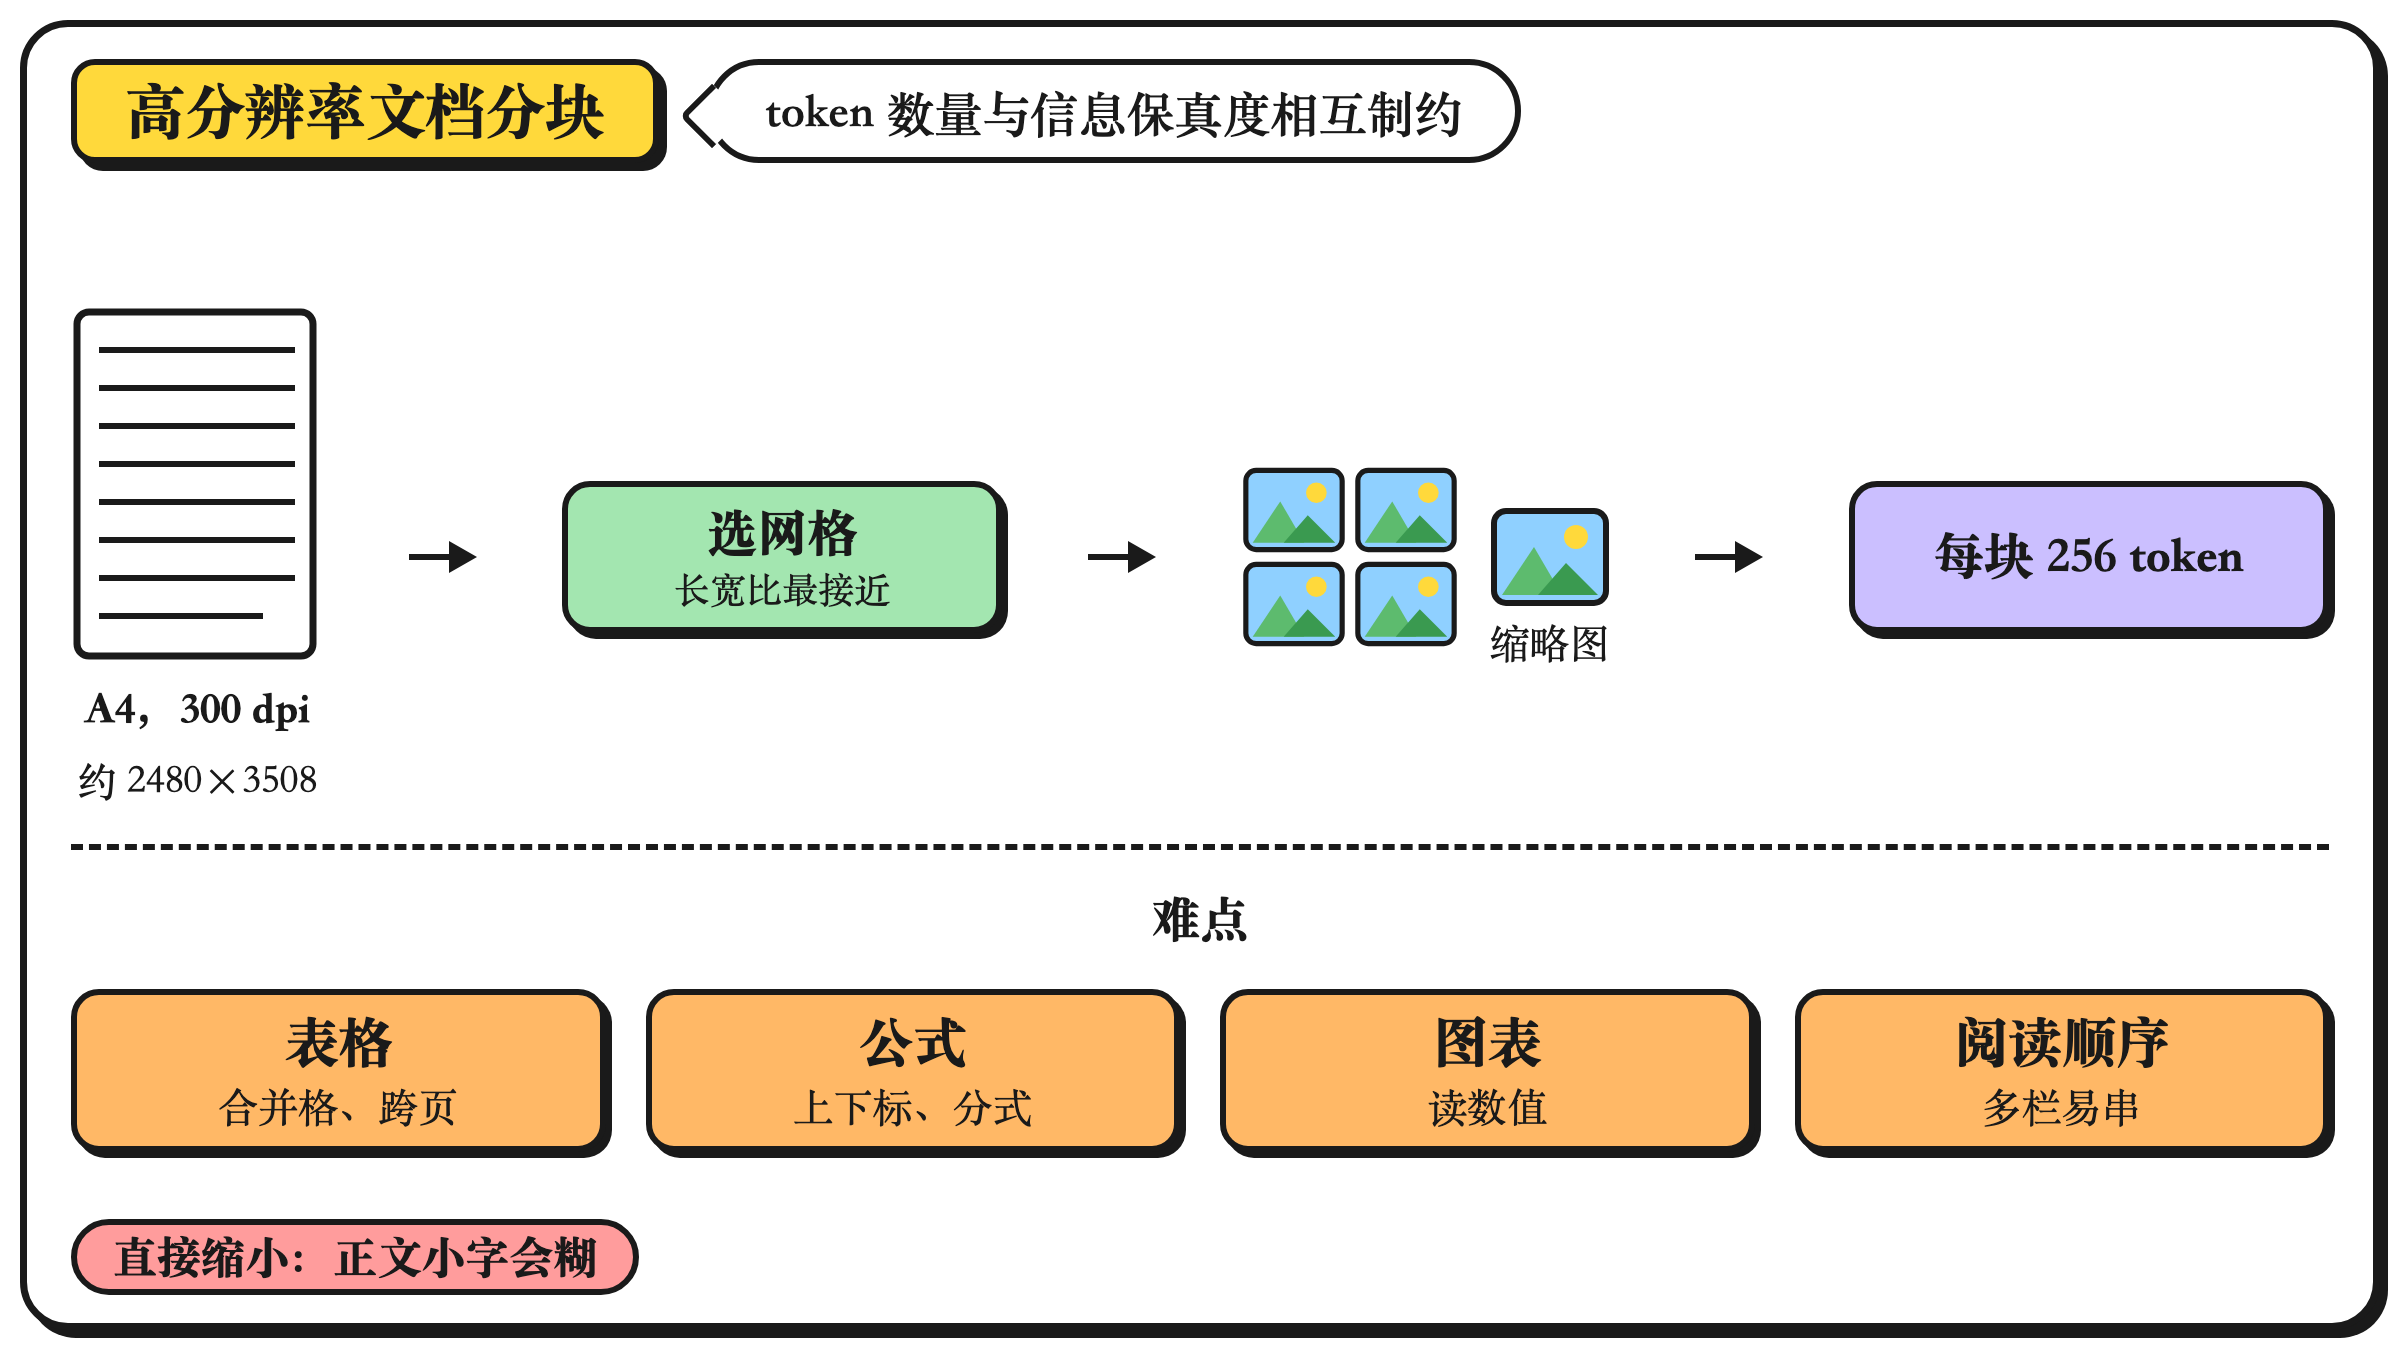 高分辨率文档分块
token 数量与信息保真度相互制约
A4， 300 dpi
约 2480×3508
选网格
长宽比最接近
缩略图
每块 256 token
难点
表格
合并格、跨页
公式
上下标、分式
图表
读数值
阅读顺序
多栏易串
直接缩小：正文小字会糊